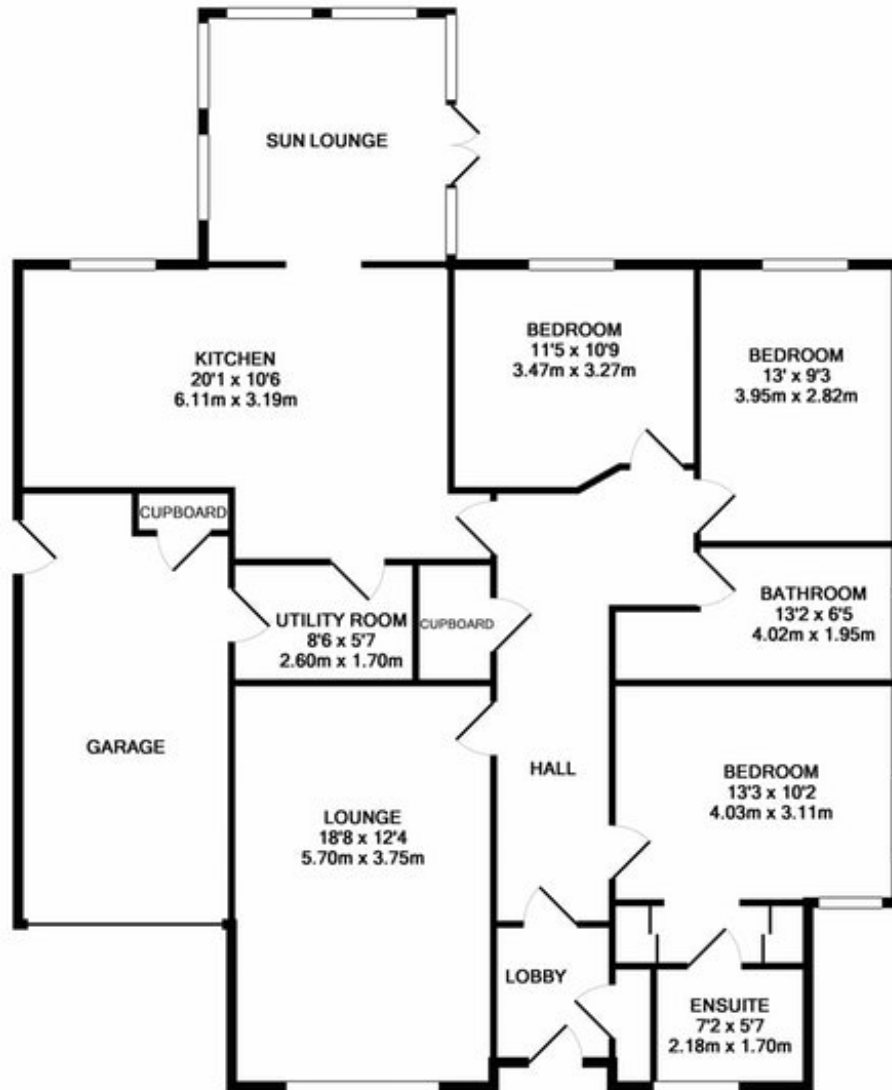 SUN LOUNGE
KITCHEN
20'1 x 10'6
6.11m x 3.19m
BEDROOM
11'5 x 10'9
3.47m x 3.27m
BEDROOM
13' x 9'3
3.95m x 2.82m
CUPBOARD
UTILITY ROOM
8'6 x 5'7
2.60m x 1.70m
CUPBOARD
BATHROOM
13'2 x 6'5
4.02m x 1.95m
GARAGE
LOUNGE
18'8 x 12'4
5.70m x 3.75m
HALL
BEDROOM
13'3 x 10'2
4.03m x 3.11m
LOBBY
ENSUITE
7'2 x 5'7
2.18m x 1.70m